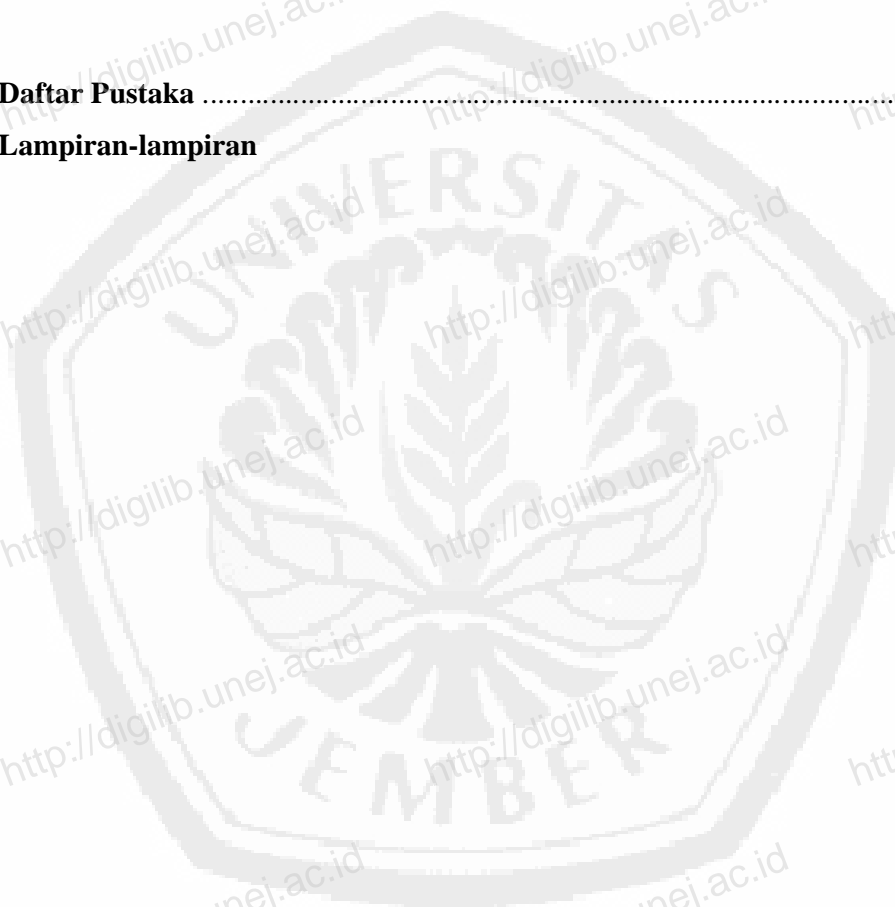 Daftar Pustaka ....................................................................................
Lampiran-lampiran
UNIVERSITAS
JEMBER
http://digilib.unej.ac.id
http://digilib.unej.ac.id
http://digilib.unej.ac.id
http://digilib.unej.ac.id
http://digilib.unej.ac.id
http://digilib.unej.ac.id
http://digilib.unej.ac.id
http://digilib.unej.ac.id